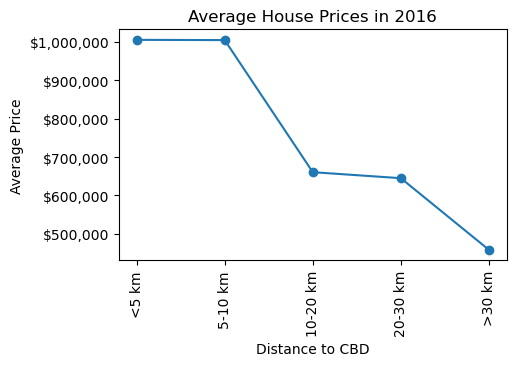 Average House Prices in 2016
$1,000,000
$900,000
$800,000
$700,000
$600,000
$500,000
Average Price
<5 km
5-10 km
10-20 km
20-30 km
>30 km
Distance to CBD